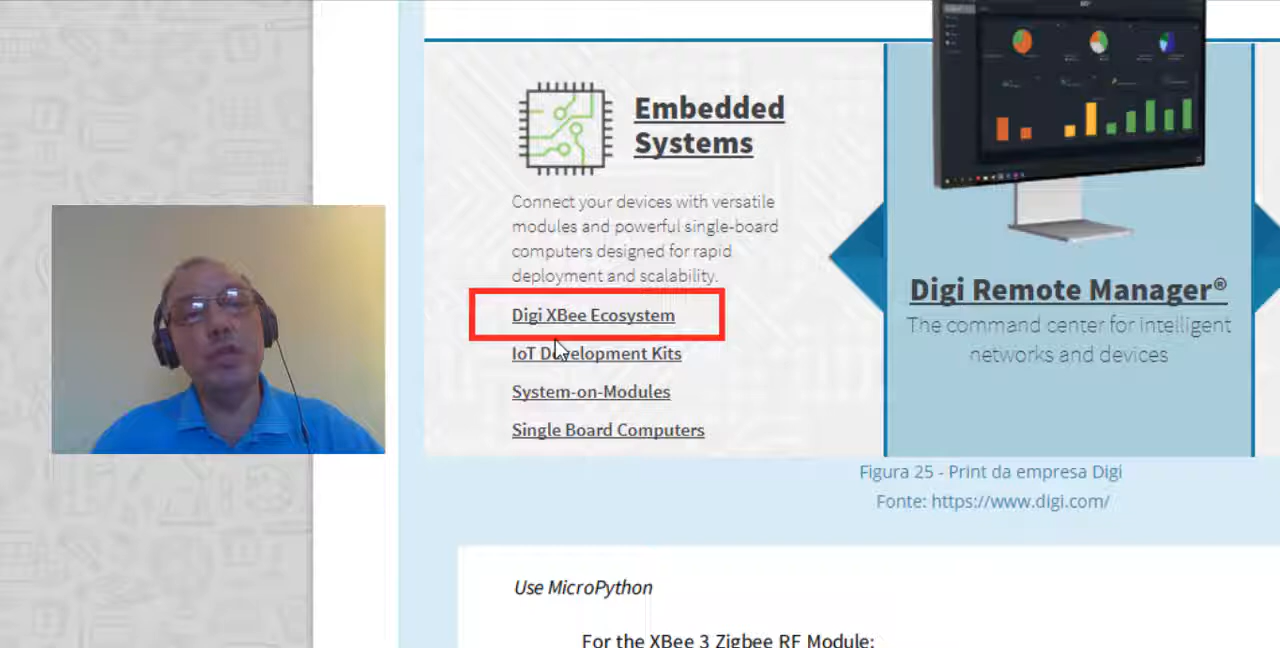 Embedded
Systems
Connect your devices with versatile
modules and powerful single-board
computers designed for rapid
deployment and scalability.
Digi XBee Ecosystem
IoT Development Kits
System-on-Modules
Single Board Computers
Digi Remote Manager®
The command center for intelligent
networks and devices
Figura 25 - Print da empresa Digi
Fonte: https://www.digi.com/
Use MicroPython
For the XBee 3 Zigbee RF Module: